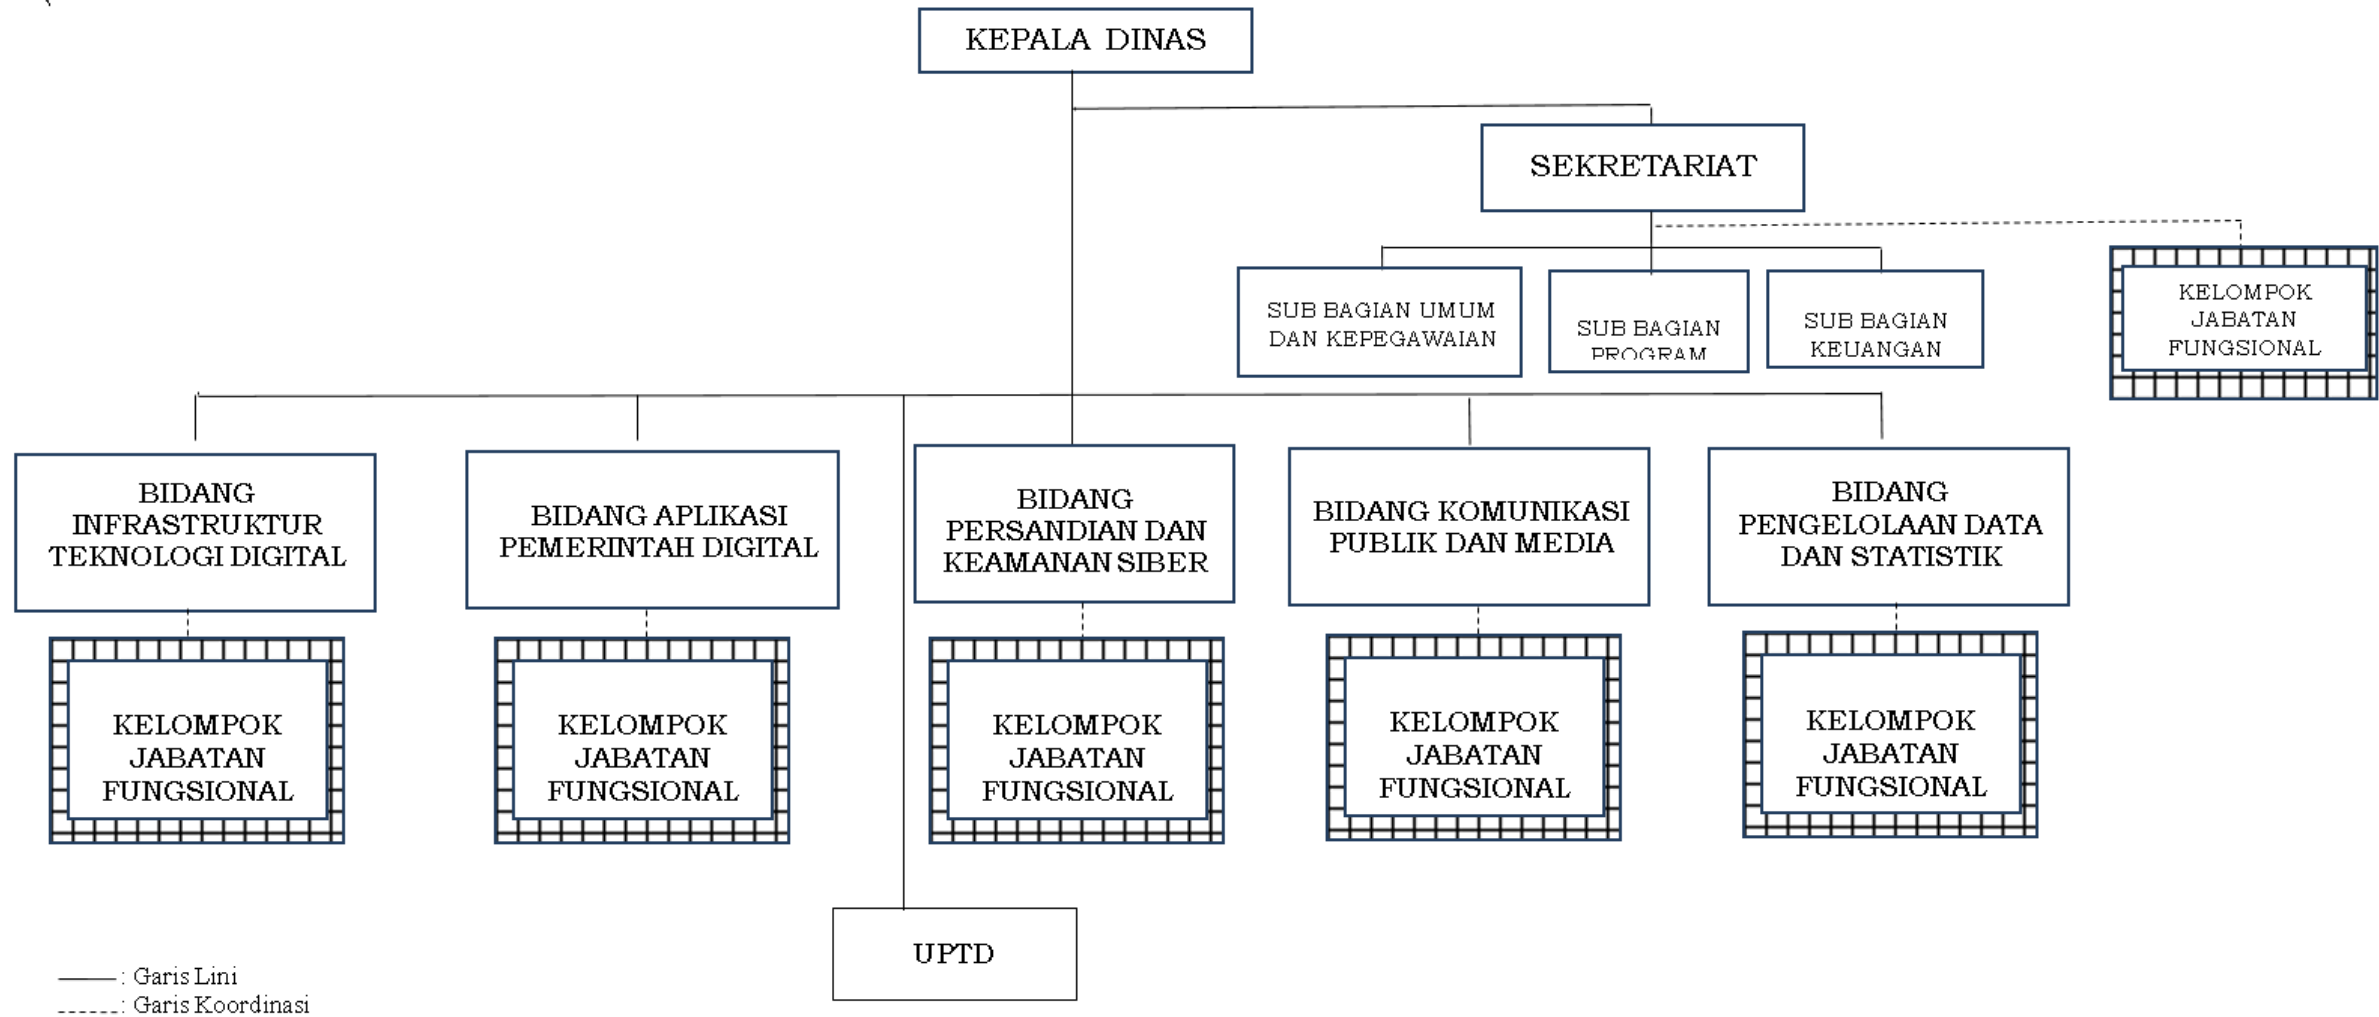 KEPALA DINAS
SEKRETARIAT
SUB BAGIAN UMUM
DAN KEPEGAWAIAN
SUB BAGIAN
PROGRAM
SUB BAGIAN
KEUANGAN
KELOMPOK
JABATAN
FUNGSIONAL
BIDANG
INFRASTRUKTUR
TEKNOLOGI DIGITAL
BIDANG APLIKASI
PEMERINTAH DIGITAL
BIDANG
PERSANDIAN DAN
KEAMANAN SIBER
BIDANG KOMUNIKASI
PUBLIK DAN MEDIA
BIDANG
PENGELOLAAN DATA
DAN STATISTIK
KELOMPOK
JABATAN
FUNGSIONAL
KELOMPOK
JABATAN
FUNGSIONAL
KELOMPOK
JABATAN
FUNGSIONAL
KELOMPOK
JABATAN
FUNGSIONAL
KELOMPOK
JABATAN
FUNGSIONAL
UPTD
: Garis Lini
: Garis Koordinasi